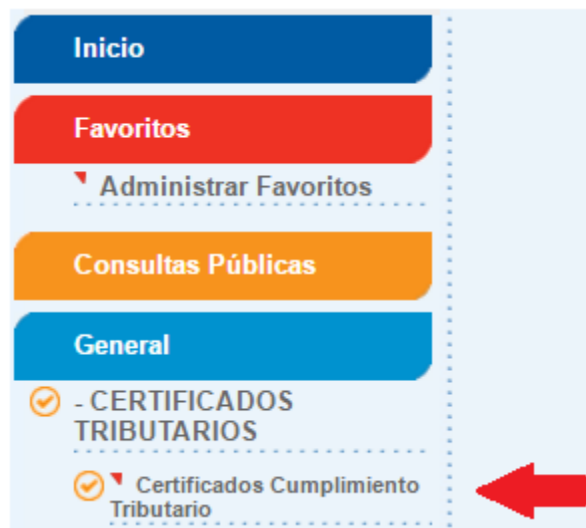 Inicio
Favoritos
Administrar Favoritos
Consultas Públicas
General
- CERTIFICADOS
TRIBUTARIOS
Certificados Cumplimiento
Tributario